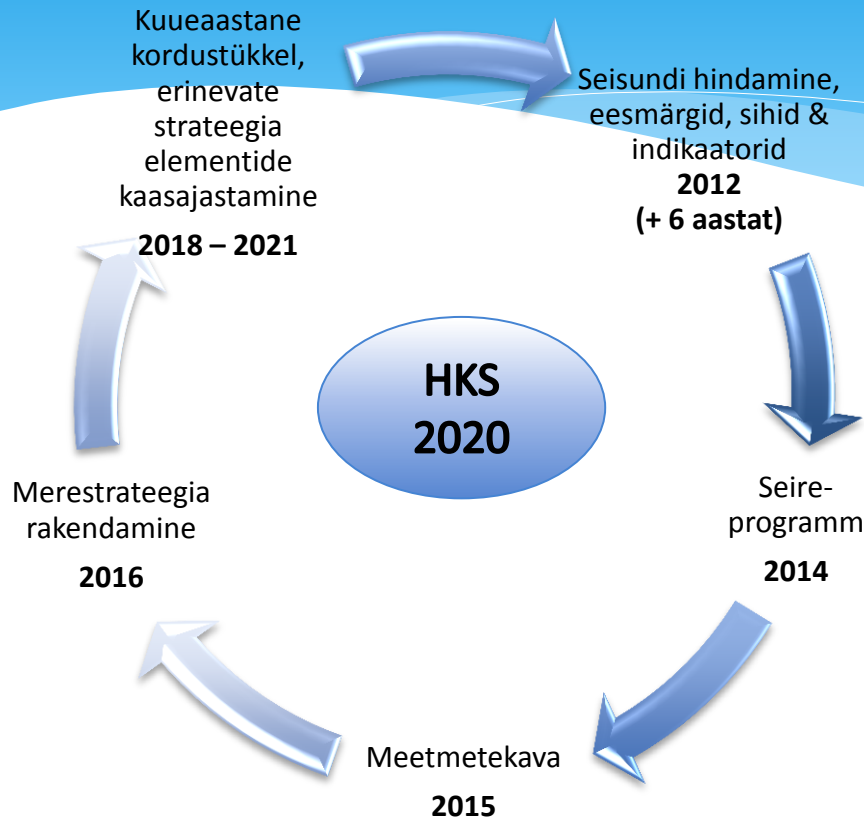 Kuueaastane
kordustükkel,
erinevate
strateegia
elementide
kaasajastamine
2018 – 2021
Seisundi hindamine,
eesmärgid, sihid &
indikaatorid
2012
(+ 6 aastat)
Seire-
programm
2014
Meetmetekava
2015
Merestrateegia
rakendamine
2016
HKS
2020